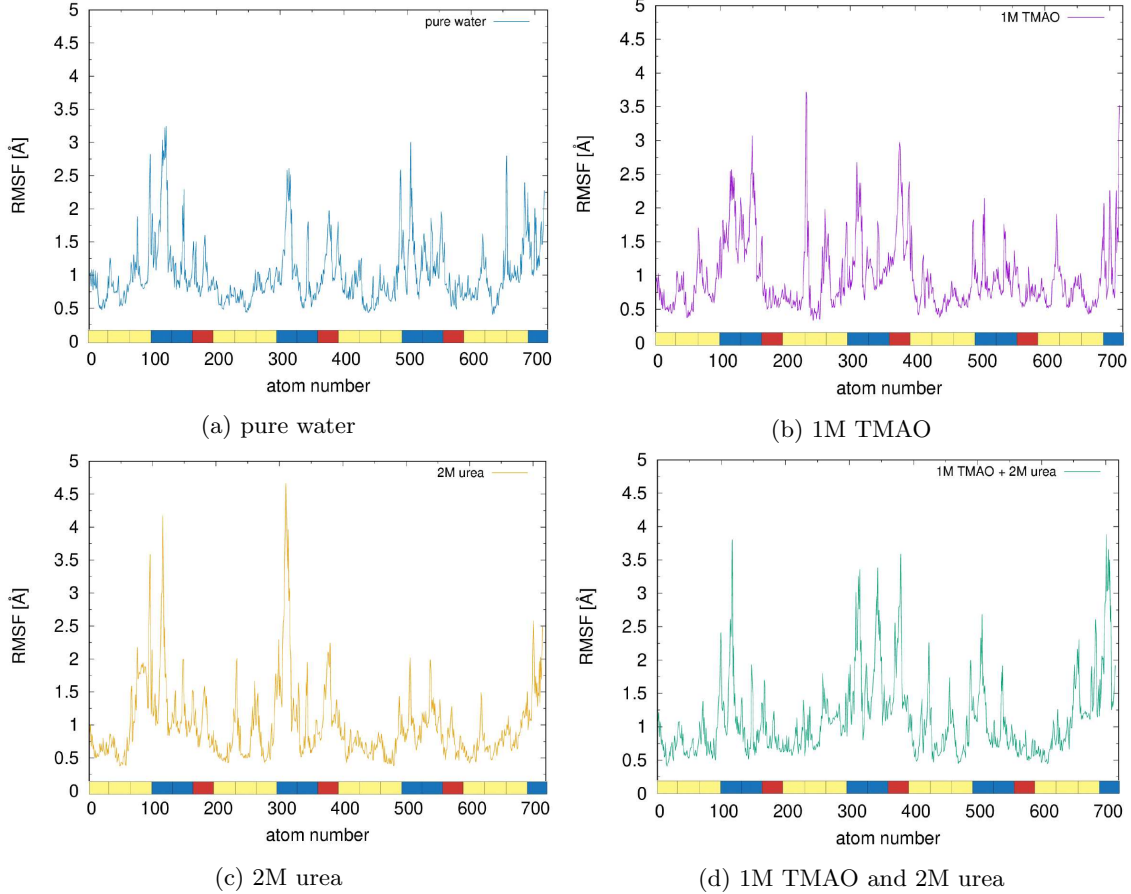 5
4.5
4
3.5
3
2.5
2
1.5
1
0.5
0
RMSF [Å]
pure water
0 100 200 300 400 500 600 700
atom number
(a) pure water
5
4.5
4
3.5
3
2.5
2
1.5
1
0.5
0
RMSF [Å]
1M TMAO
0 100 200 300 400 500 600 700
atom number
(b) 1M TMAO
5
4.5
4
3.5
3
2.5
2
1.5
1
0.5
0
RMSF [Å]
2M urea
0 100 200 300 400 500 600 700
atom number
(c) 2M urea
5
4.5
4
3.5
3
2.5
2
1.5
1
0.5
0
RMSF [Å]
1M TMAO + 2M urea
0 100 200 300 400 500 600 700
atom number
(d) 1M TMAO and 2M urea